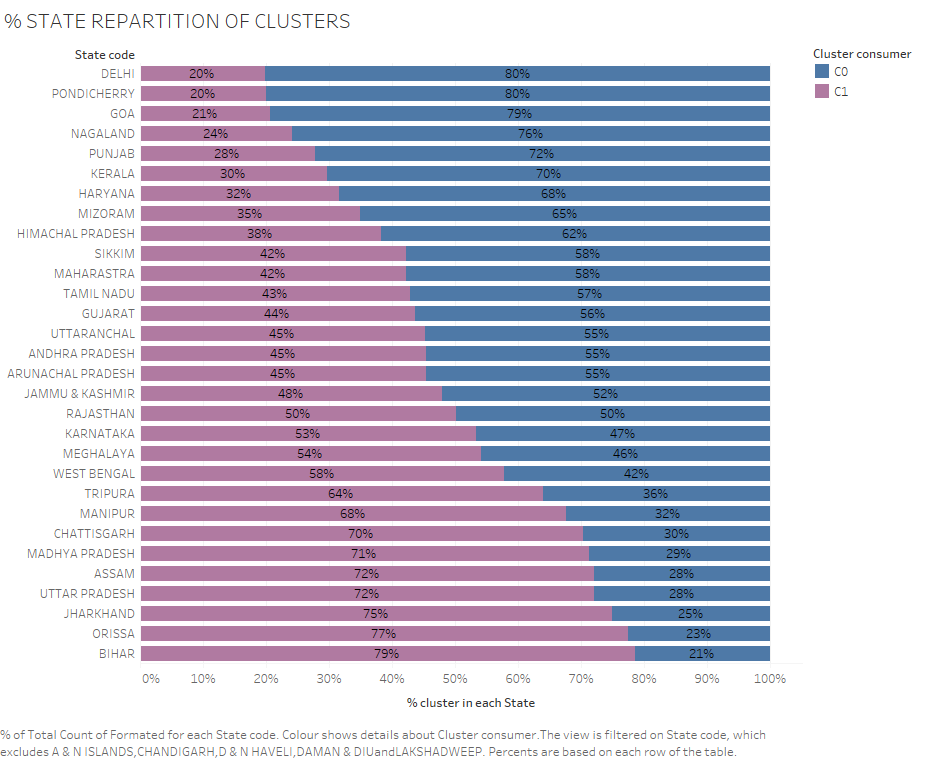 % STATE REPARTITION OF CLUSTERS
State code
Cluster consumer
C0
C1
DELHI 20% 80%
PONDICHERRY 20% 80%
GOA 21% 79%
NAGALAND 24% 76%
PUNJAB 28% 72%
KERALA 30% 70%
HARYANA 32% 68%
MIZORAM 35% 65%
HIMACHAL PRADESH 38% 62%
SIKKIM 42% 58%
MAHARASTRA 42% 58%
TAMIL NADU 43% 57%
GUJARAT 44% 56%
UTTARANCHAL 45% 55%
ANDHRA PRADESH 45% 55%
ARUNACHAL PRADESH 45% 55%
JAMMU & KASHMIR 48% 52%
RAJASTHAN 50% 50%
KARNATAKA 53% 47%
MEGHALAYA 54% 46%
WEST BENGAL 58% 42%
TRIPURA 64% 36%
MANIPUR 68% 32%
CHATTISGARH 70% 30%
MADHYA PRADESH 71% 29%
ASSAM 72% 28%
UTTAR PRADESH 72% 28%
JHARKHAND 75% 25%
ORISSA 77% 23%
BIHAR 79% 21%
0% 10% 20% 30% 40% 50% 60% 70% 80% 90% 100%
% cluster in each State
% of Total Count of Formated for each State code. Colour shows details about Cluster consumer.The view is filtered on State code, which
excludes A & N ISLANDS,CHANDIGARH,D & N HAVELI,DAMAN & DIUandLAKSHADWEEP. Percents are based on each row of the table.